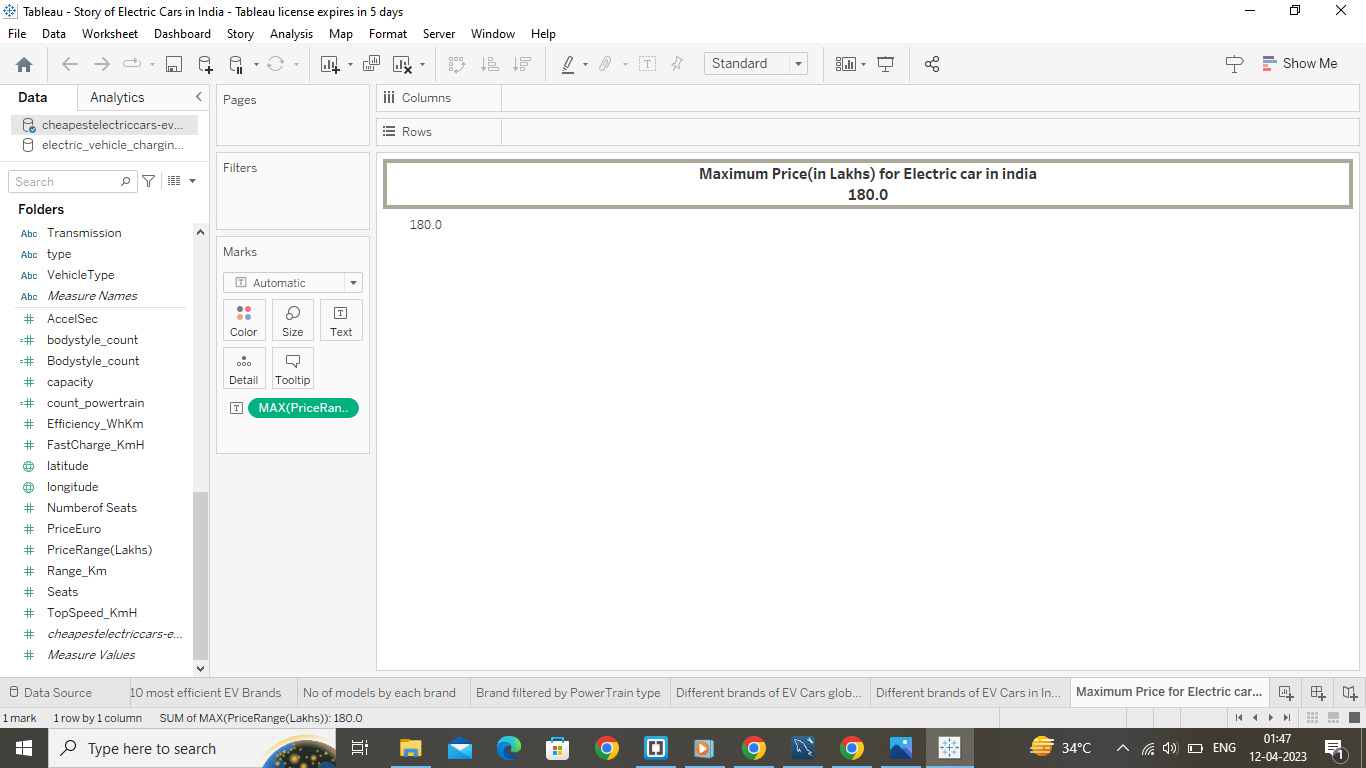 Tableau - Story of Electric Cars in India - Tableau license expires in 5 days
File Data Worksheet Dashboard Story Analysis Map Format Server Window Help
Standard
Show Me
Data Analytics
cheapestelectriccars-ev...
electric_vehicle_chargin...
Search
Folders
Abc Transmission
Abc type
Abc VehicleType
Abc Measure Names
# AccelSec
=# bodystyle_count
=# Bodystyle_count
# capacity
=# count_powertrain
# Efficiency_WhKm
# FastCharge_KmH
latitude
longitude
# Numberof Seats
# PriceEuro
# PriceRange(Lakhs)
# Range_Km
# Seats
# TopSpeed_KmH
# cheapestelectriccars-e...
# Measure Values
Pages
Filters
Marks
T Automatic
Color Size T Text
Detail Tooltip
T MAX(PriceRan..
Columns
Rows
Maximum Price(in Lakhs) for Electric car in india
180.0
180.0
Data Source 10 most efficient EV Brands No of models by each brand Brand filtered by PowerTrain type Different brands of EV Cars glob... Different brands of EV Cars in In... Maximum Price for Electric car...
1 mark 1 row by 1 column SUM of MAX(PriceRange(Lakhs)): 180.0
Type here to search
34°C
ENG
01:47
12-04-2023
1